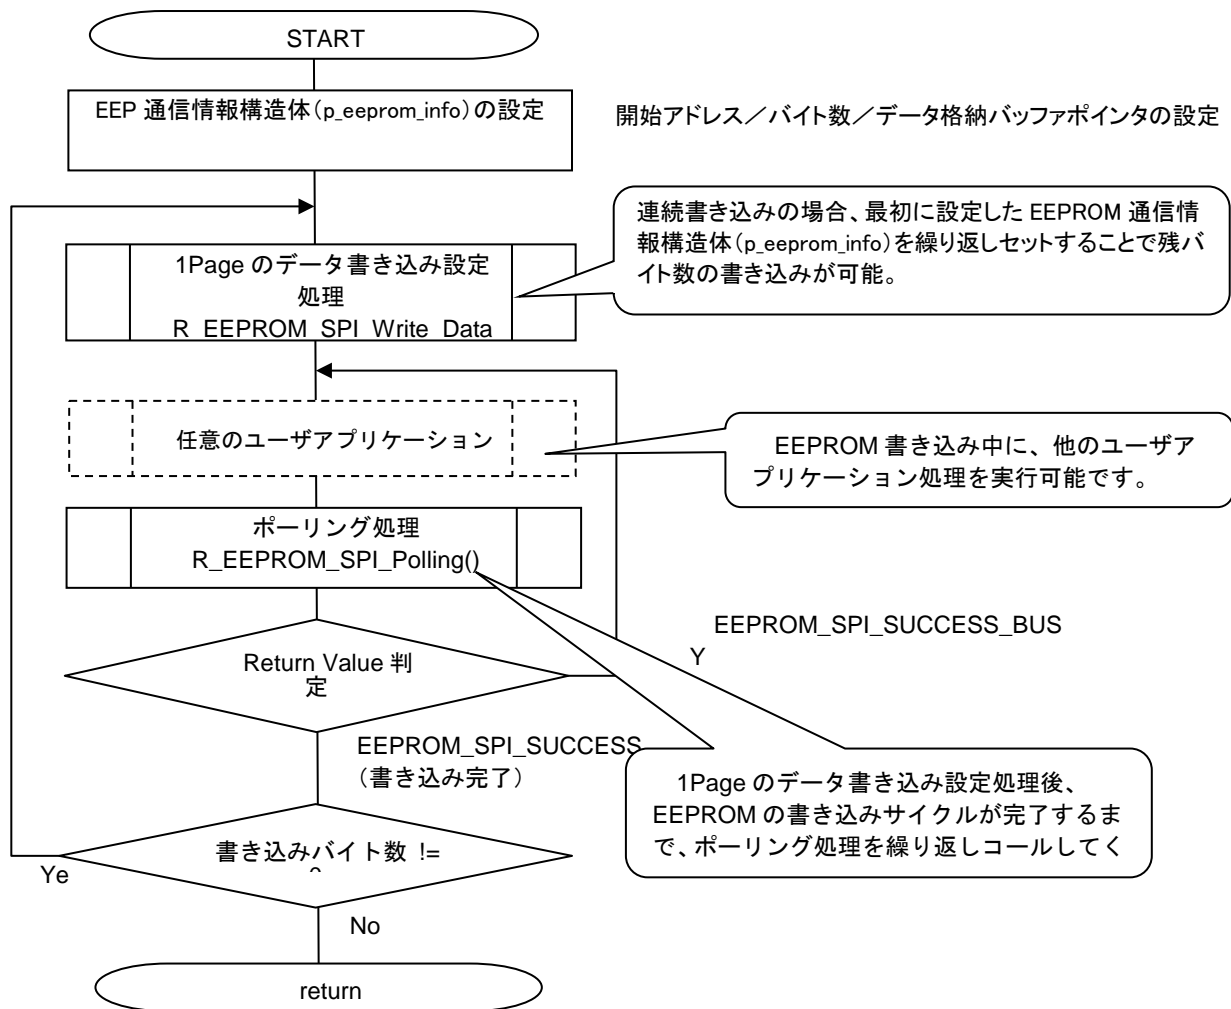 START
EEP 通信情報構造体(p_eeprom_info)の設定
開始アドレス／バイト数／データ格納バッファポインタの設定
連続書き込みの場合、最初に設定した EEPROM 通信情
報構造体(p_eeprom_info)を繰り返しセットすることで残バ
イト数の書き込みが可能。
1Page のデータ書き込み設定
処理
R_EEPROM_SPI_Write_Data
任意のユーザアプリケーション
EEPROM 書き込み中に、他のユーザア
プリケーション処理を実行可能です。
ポーリング処理
R_EEPROM_SPI_Polling()
EEPROM_SPI_SUCCESS_BUS
Y
Return Value 判
定
EEPROM_SPI_SUCCESS
（書き込み完了）
1Page のデータ書き込み設定処理後、
EEPROM の書き込みサイクルが完了するま
で、ポーリング処理を繰り返しコールしてく
書き込みバイト数 !=
Ye
No
return